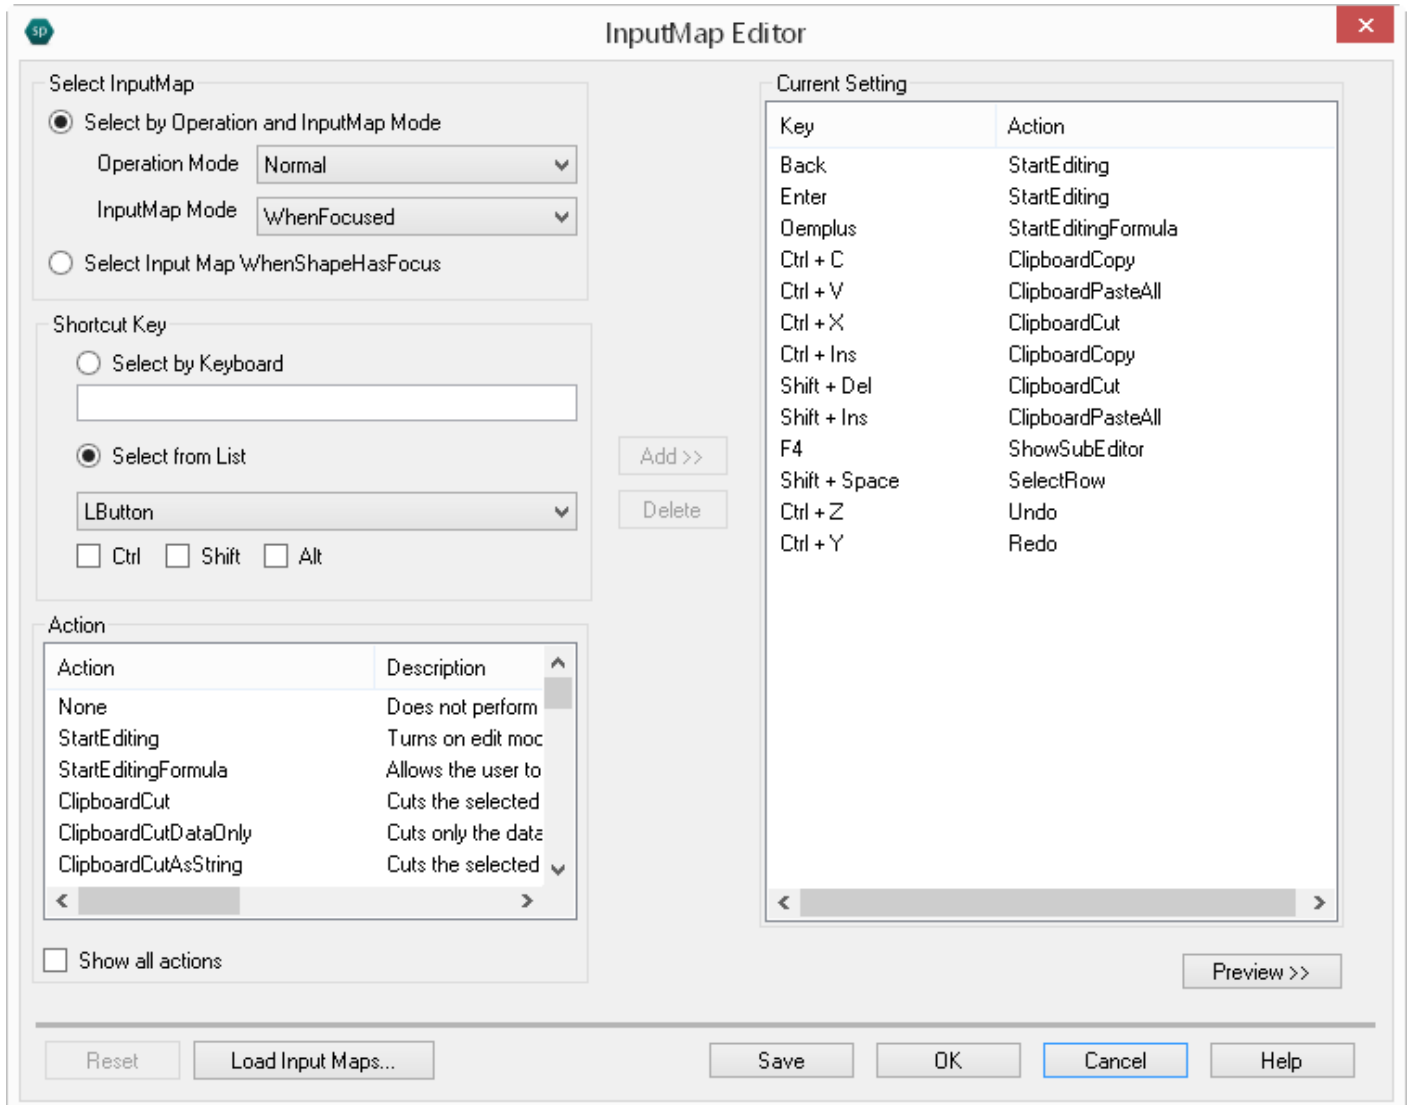 sp
InputMap Editor
Select InputMap
Select by Operation and InputMap Mode
Operation Mode Normal
InputMap Mode WhenFocused
Select Input Map WhenShapeHasFocus
Shortcut Key
Select by Keyboard
Select from List
LButton
Ctrl Shift Alt
Action
Action Description
None Does not perform
StartEditing Turns on edit moc
StartEditingFormula Allows the user to
ClipboardCut Cuts the selected
ClipboardCutDataOnly Cuts only the data
ClipboardCutAsString Cuts the selected
Show all actions
Add >>
Delete
Current Setting
Key Action
Back StartEditing
Enter StartEditing
Oemplus StartEditingFormula
Ctrl + C ClipboardCopy
Ctrl + V ClipboardPasteAll
Ctrl + X ClipboardCut
Ctrl + Ins ClipboardCopy
Shift + Del ClipboardCut
Shift + Ins ClipboardPasteAll
F4 ShowSubEditor
Shift + Space SelectRow
Ctrl + Z Undo
Ctrl + Y Redo
Preview >>
Reset Load Input Maps... Save OK Cancel Help